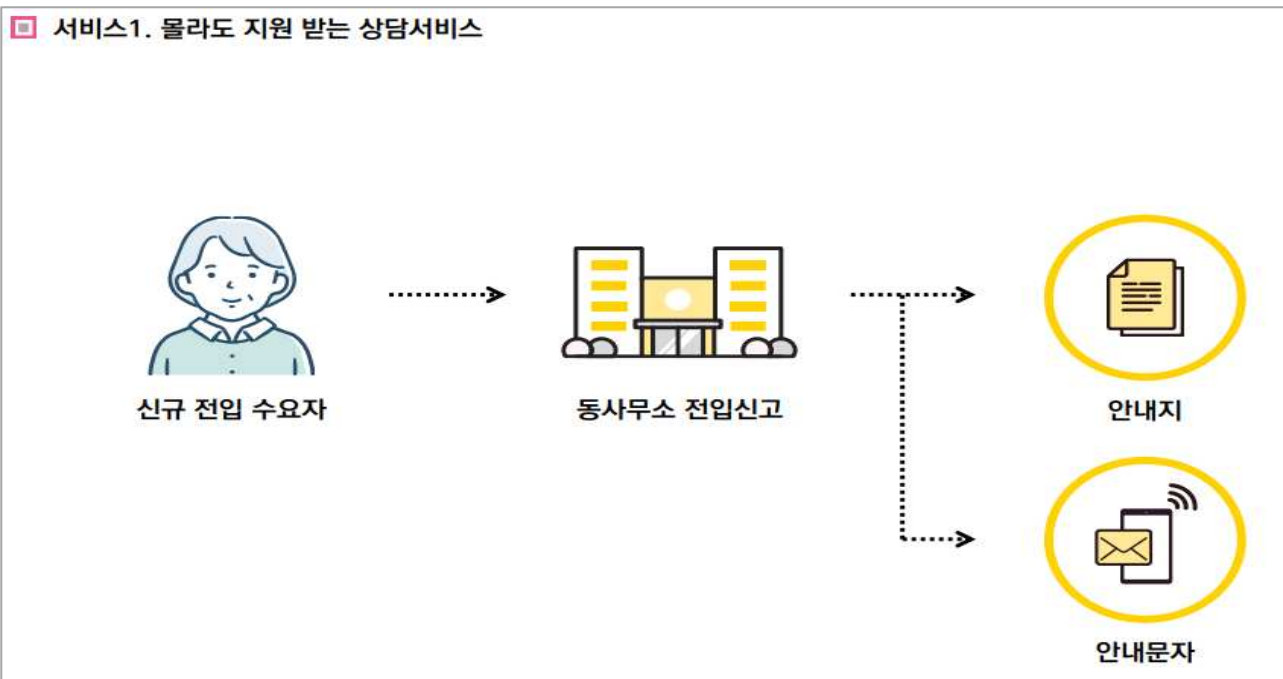 서비스1. 몰라도 지원 받는 상담서비스
신규 전입 수요자
동사무소 전입신고
안내지
안내문자